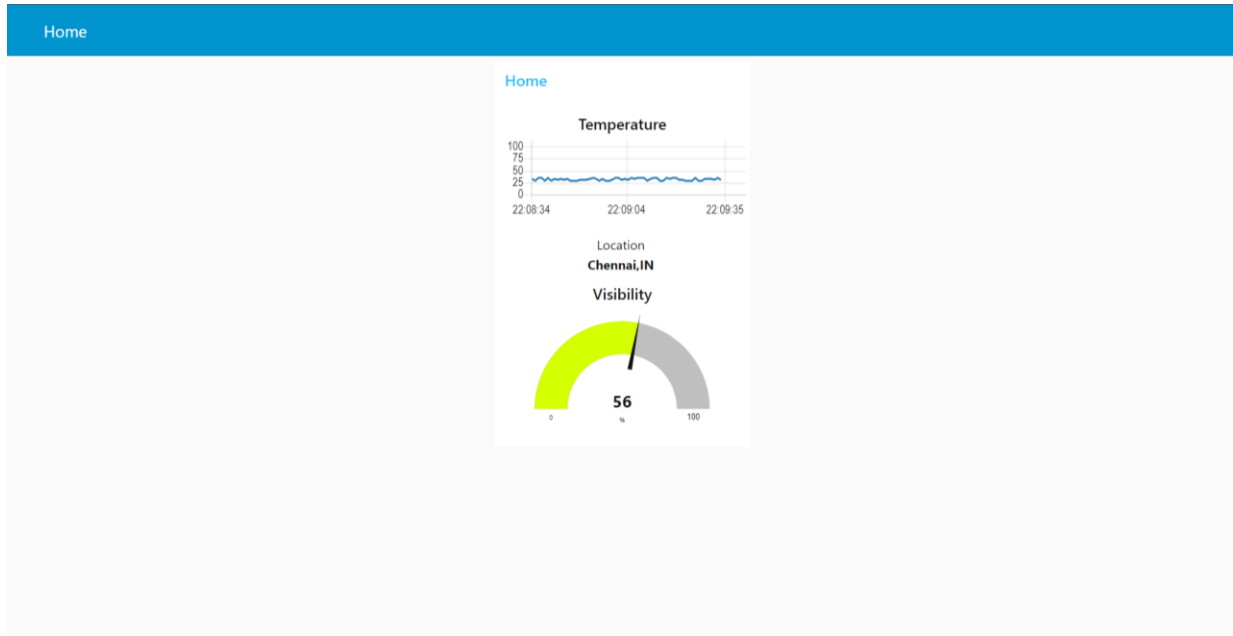 Home
Home
Temperature
100
75
50
25
0
22:08:34 22:09:04 22:09:35
Location
Chennai,IN
Visibility
56
0 % 100